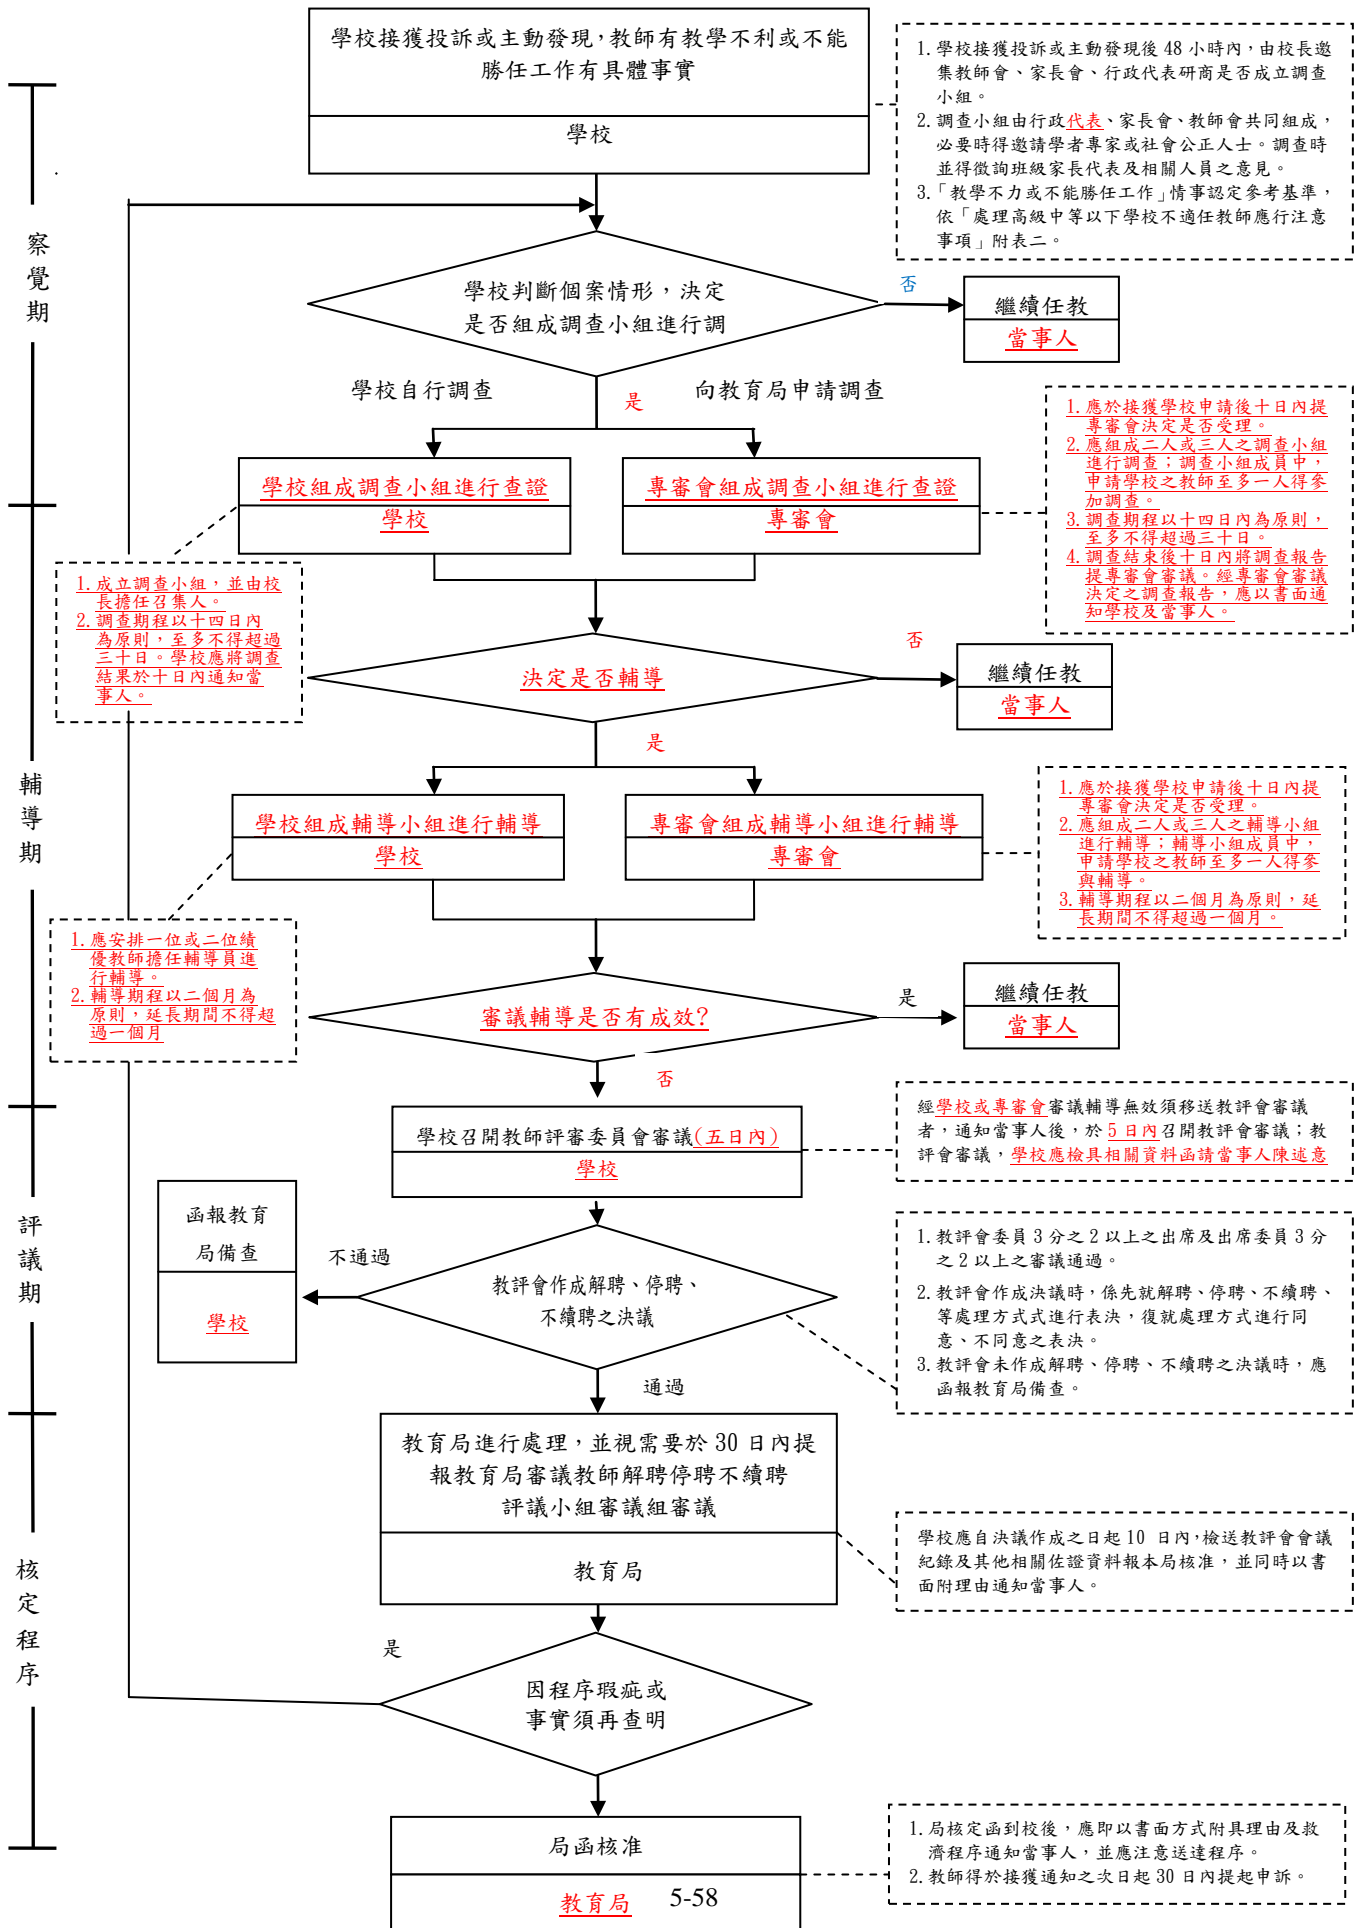 學校接獲投訴或主動發現，教師有教學不利或不能
勝任工作有具體事實
學校
1. 學校接獲投訴或主動發現後 48 小時內，由校長邀
集教師會、家長會、行政代表研商是否成立調查
小組。
2. 調查小組由行政代表、家長會、教師會共同組成，
必要時得邀請學者專家或社會公正人士。調查時
並得徵詢班級家長代表及相關人員之意見。
3.「教學不力或不能勝任工作」情事認定參考基準，
依「處理高級中等以下學校不適任教師應行注意
事項」附表二。
察覺期
學校判斷個案情形，決定
是否組成調查小組進行調
否
繼續任教
當事人
學校自行調查
是
向教育局申請調查
學校組成調查小組進行查證
學校
專審會組成調查小組進行查證
專審會
1. 應於接獲學校申請後十日內提
專審會決定是否受理。
2. 應組成二人或三人之調查小組
進行調查；調查小組成員中，
申請學校之教師至多一人得參
加調查。
3. 調查期程以十四日內為原則，
至多不得超過三十日。
4. 調查結束後十日內將調查報告
提專審會審議。經專審會審議
決定之調查報告，應以書面通
知學校及當事人。
1. 成立調查小組，並由校
長擔任召集人。
2. 調查期程以十四日內
為原則，至多不得超過
三十日。學校應將調查
結果於十日內通知當
事人。
決定是否輔導
否
繼續任教
當事人
是
輔導期
學校組成輔導小組進行輔導
學校
專審會組成輔導小組進行輔導
專審會
1. 應於接獲學校申請後十日內提
專審會決定是否受理。
2. 應組成二人或三人之輔導小組
進行輔導；輔導小組成員中，
申請學校之教師至多一人得參
與輔導。
3. 輔導期程以二個月為原則，延
長期間不得超過一個月。
1. 應安排一位或二位績
優教師擔任輔導員進
行輔導。
2. 輔導期程以二個月為
原則，延長期間不得超
過一個月
審議輔導是否有成效?
是
繼續任教
當事人
否
學校召開教師評審委員會審議(五日內)
學校
經學校或專審會審議輔導無效須移送教評會審議
者，通知當事人後，於 5 日內召開教評會審議；教
評會審議，學校應檢具相關資料函請當事人陳述意
評議期
函報教育
局備查
學校
不通過
教評會作成解聘、停聘、
不續聘之決議
1. 教評會委員 3 分之 2 以上之出席及出席委員 3 分
之 2 以上之審議通過。
2. 教評會作成決議時，係先就解聘、停聘、不續聘、
等處理方式式進行表決，復就處理方式進行同
意、不同意之表決。
3. 教評會未作成解聘、停聘、不續聘之決議時，應
函報教育局備查。
通過
教育局進行處理，並視需要於 30 日內提
報教育局審議教師解聘停聘不續聘
評議小組審議組審議
教育局
學校應自決議作成之日起 10 日內，檢送教評會會議
紀錄及其他相關佐證資料報本局核准，並同時以書
面附理由通知當事人。
核定程序
是
因程序瑕疵或
事實須再查明
局函核准
教育局
1. 局核定函到校後，應即以書面方式附具理由及救
濟程序通知當事人，並應注意送達程序。
2. 教師得於接獲通知之次日起 30 日內提起申訴。
5-58